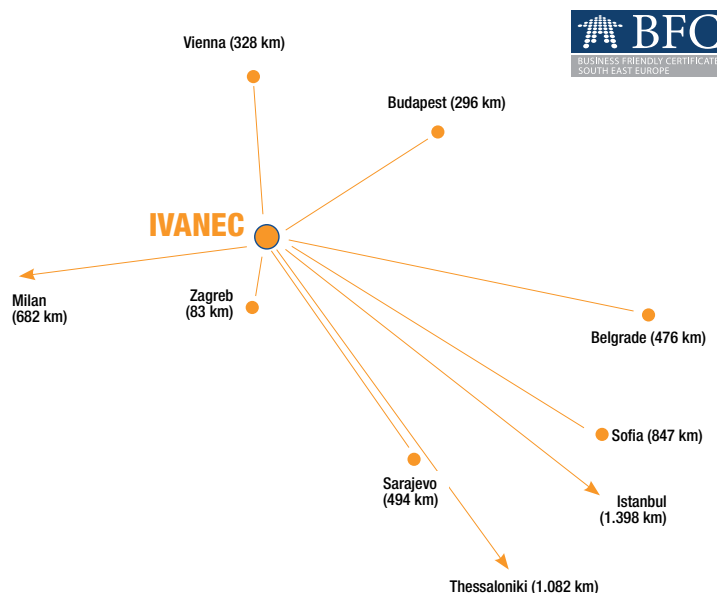 Vienna (328 km)
BFC
BUSINESS FRIENDLY CERTIFICATE
SOUTH EAST EUROPE
Budapest (296 km)
IVANEC
Milan
(682 km)
Zagreb
(83 km)
Belgrade (476 km)
Sofia (847 km)
Sarajevo
(494 km)
Istanbul
(1.398 km)
Thessaloniki (1.082 km)